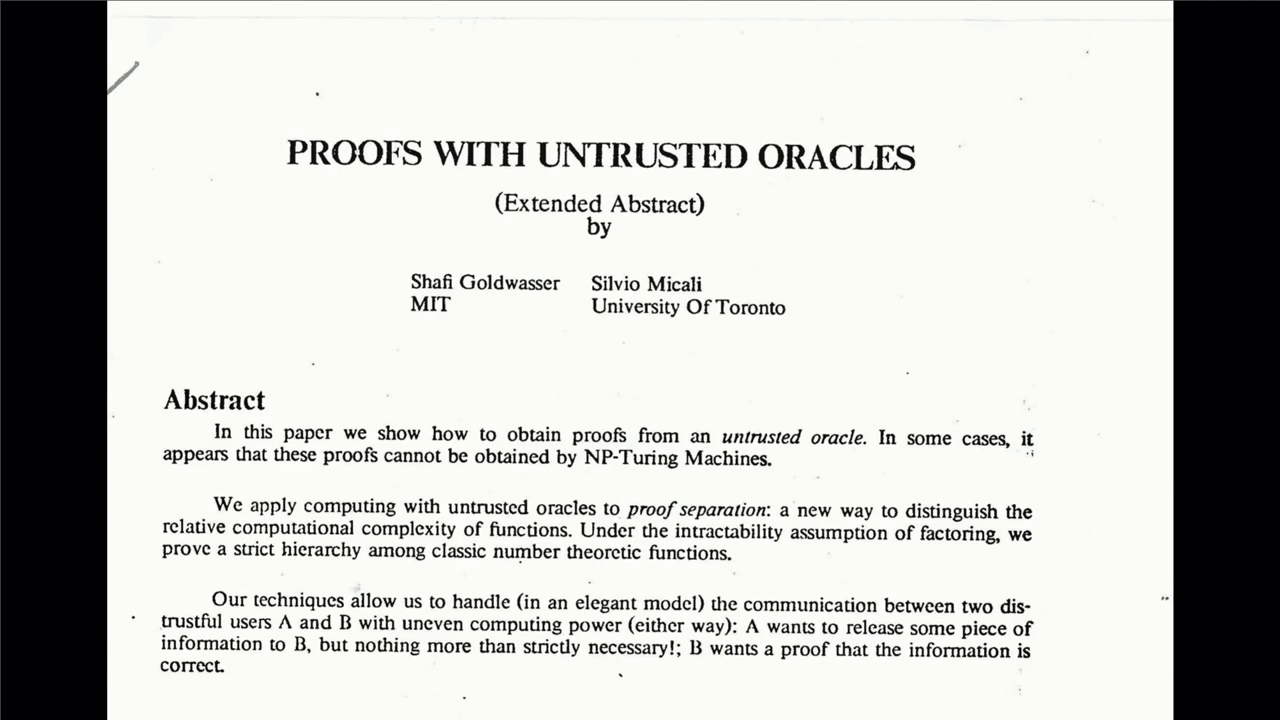 PROOFS WITH UNTRUSTED ORACLES
(Extended Abstract)
by
Shafi Goldwasser Silvio Micali
MIT University Of Toronto
Abstract
In this paper we show how to obtain proofs from an untrusted oracle. In some cases, it
appears that these proofs cannot be obtained by NP-Turing Machines.
We apply computing with untrusted oracles to proof separation: a new way to distinguish the
relative computational complexity of functions. Under the intractability assumption of factoring, we
prove a strict hierarchy among classic number theoretic functions.
Our techniques allow us to handle (in an elegant model) the communication between two dis-
trustful users A and B with uneven computing power (either way): A wants to release some piece of
information to B, but nothing more than strictly necessary!; B wants a proof that the information is
correct.